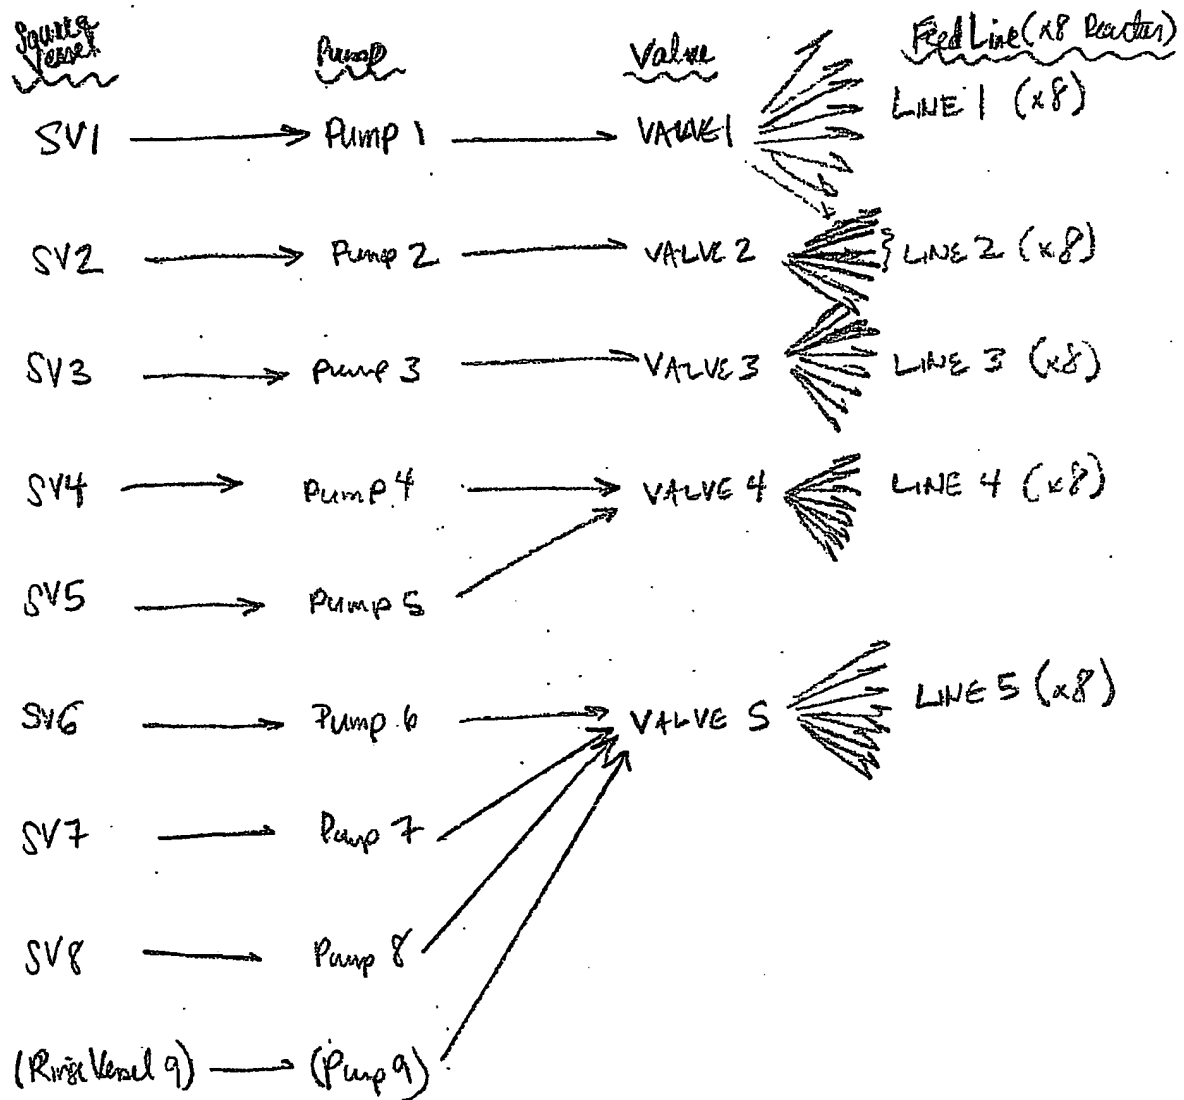 Vessel
Pump
Valve
Feed Line (x8 Reactor)
SV1
Pump 1
VALVE 1
LINE 1 (x8)
SV2
Pump 2
VALVE 2
LINE 2 (x8)
SV3
Pump 3
VALVE 3
LINE 3 (x8)
SV4
Pump 4
VALVE 4
LINE 4 (x8)
SV5
Pump 5
SV6
Pump 6
VALVE 5
LINE 5 (x8)
SV7
Pump 7
SV8
Pump 8
(Rinse Vessel 9)
(Pump 9)